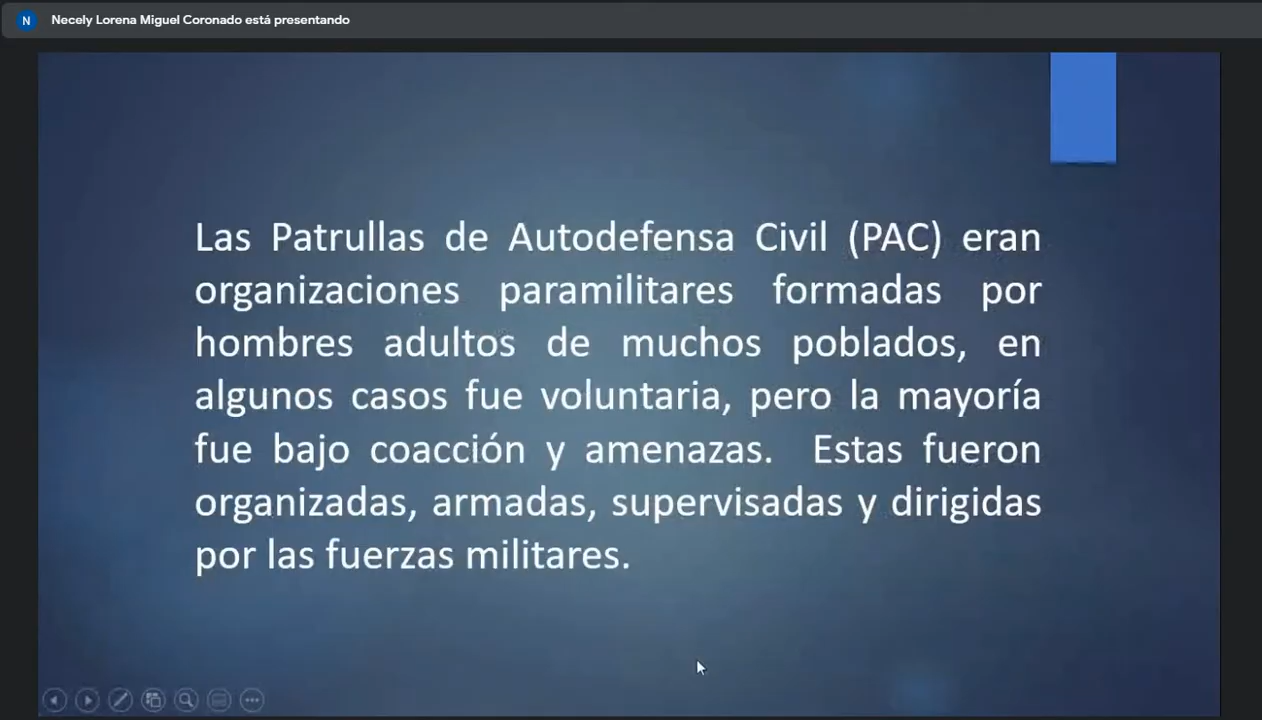 N Necely Lorena Miguel Coronado está presentando
Las Patrullas de Autodefensa Civil (PAC) eran
organizaciones paramilitares formadas por
hombres adultos de muchos poblados, en
algunos casos fue voluntaria, pero la mayoría
fue bajo coacción y amenazas. Estas fueron
organizadas, armadas, supervisadas y dirigidas
por las fuerzas militares.